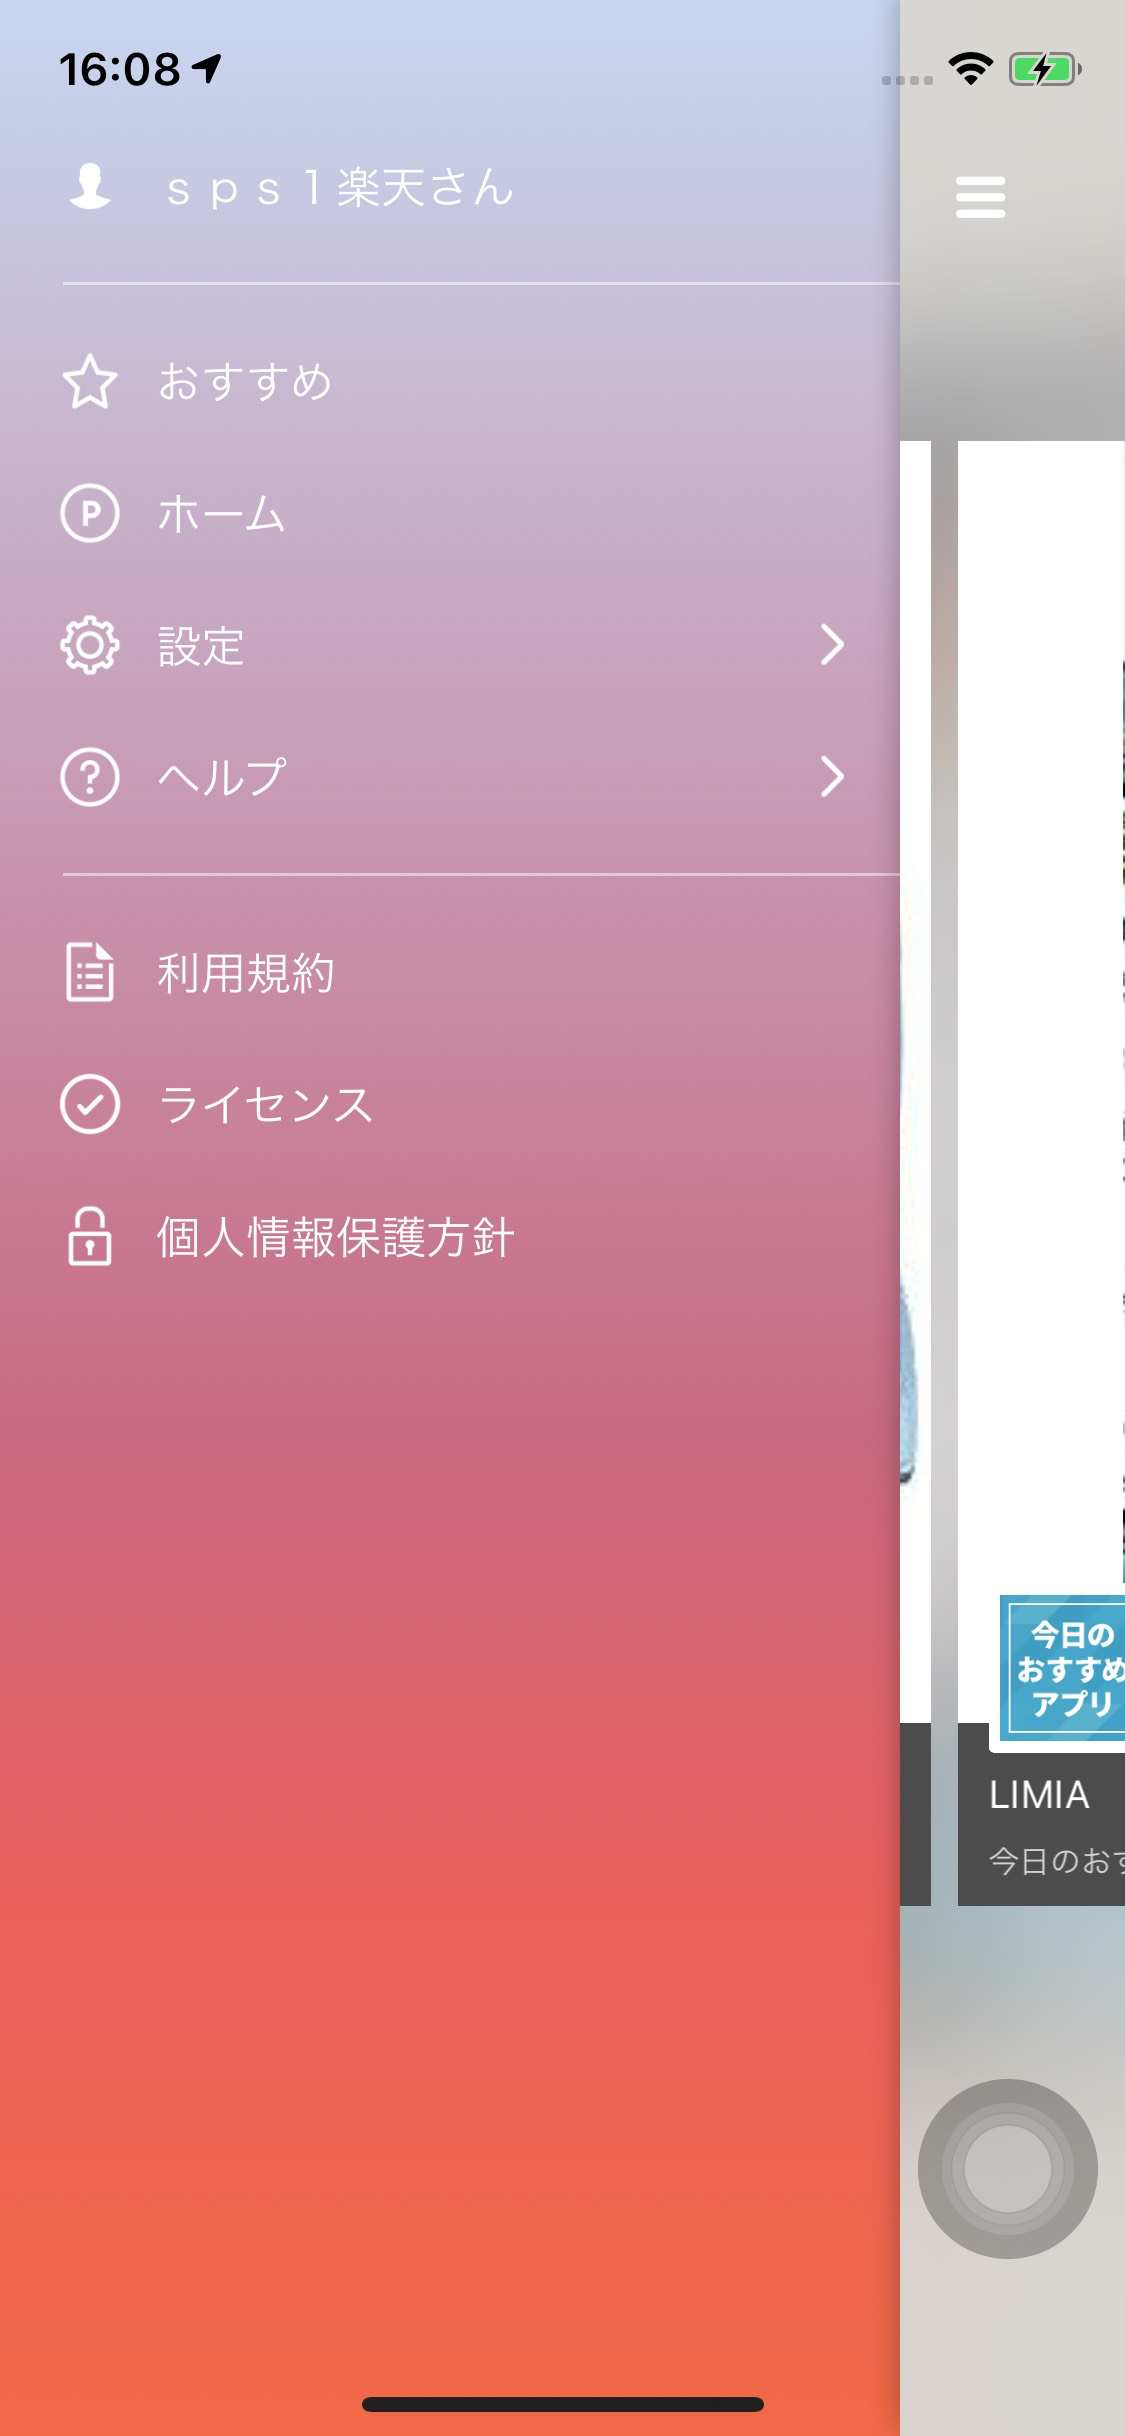 16:08
ｓｐｓ１楽天さん
おすすめ
P ホーム
設定
? ヘルプ
利用規約
ライセンス
個人情報保護方針
今日の
おすすめ
アプリ
LIMIA
今日のおす